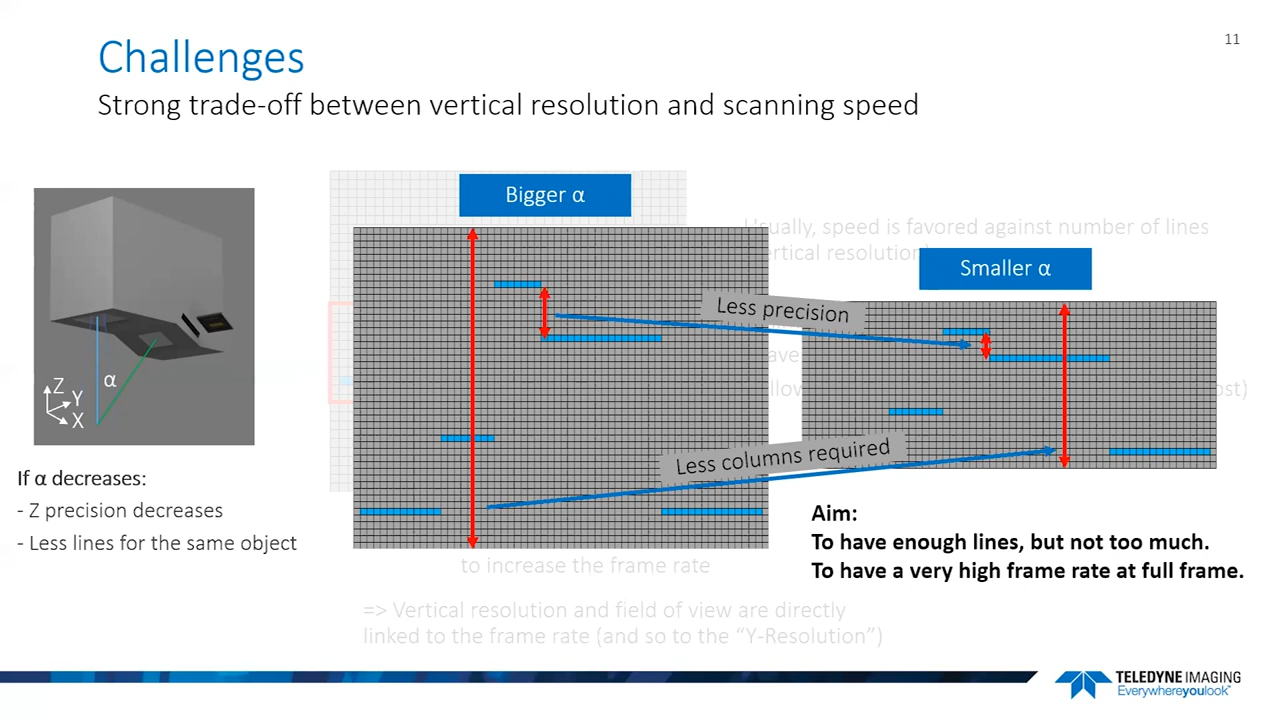 11
Challenges
Strong trade-off between vertical resolution and scanning speed
Bigger α
Usually, speed is favored against number of lines
vertical resolution)
Smaller α
Less precision
α
Z
Y
X
Less columns required
If α decreases:
- Z precision decreases
- Less lines for the same object
Aim:
To have enough lines, but not too much.
To have a very high frame rate at full frame.
to increase the frame rate
=> Vertical resolution and field of view are directly
linked to the frame rate (and so to the “Y-Resolution”)
TELEDYNE IMAGING
Everywhereyoulook™